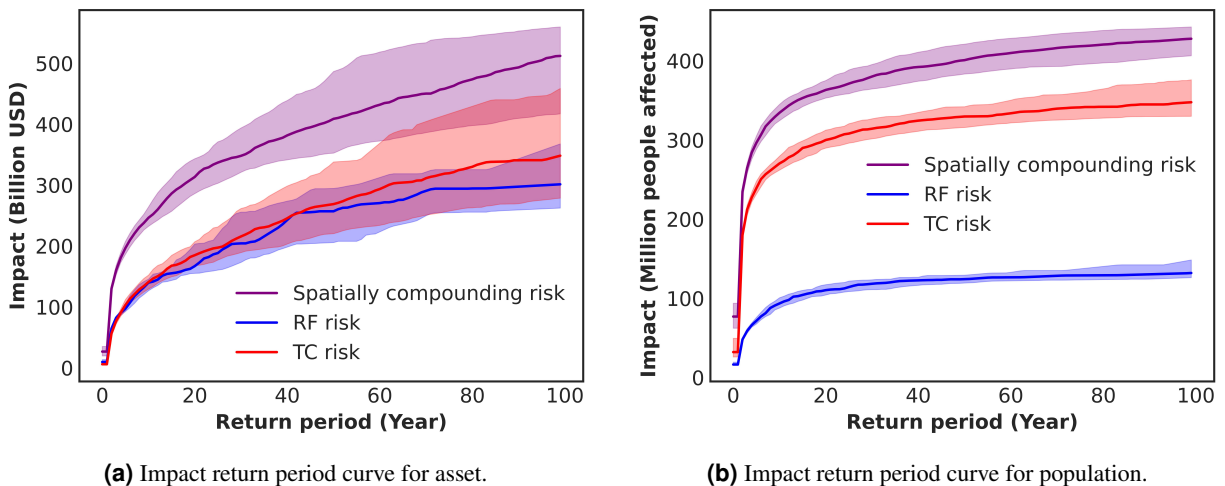 Impact (Billion USD)
500
400
300
200
100
0
Spatially compounding risk
RF risk
TC risk
0 20 40 60 80 100
Return period (Year)
(a) Impact return period curve for asset.
Impact (Million people affected)
400
300
200
100
0
Spatially compounding risk
RF risk
TC risk
0 20 40 60 80 100
Return period (Year)
(b) Impact return period curve for population.